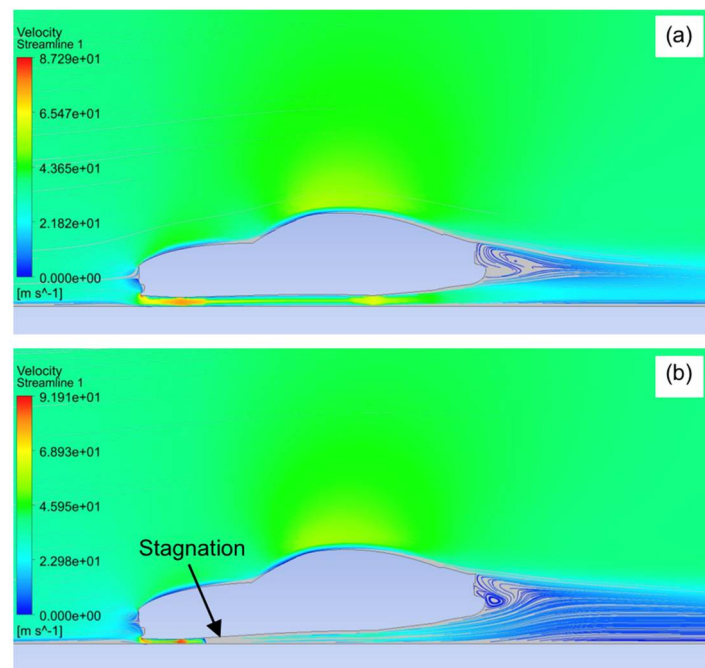 Velocity
Streamline 1
8.729e+01
6.547e+01
4.365e+01
2.182e+01
0.000e+00
[m s^-1]
(a)
Velocity
Streamline 1
9.191e+01
6.893e+01
4.595e+01
2.298e+01
0.000e+00
[m s^-1]
(b)
Stagnation